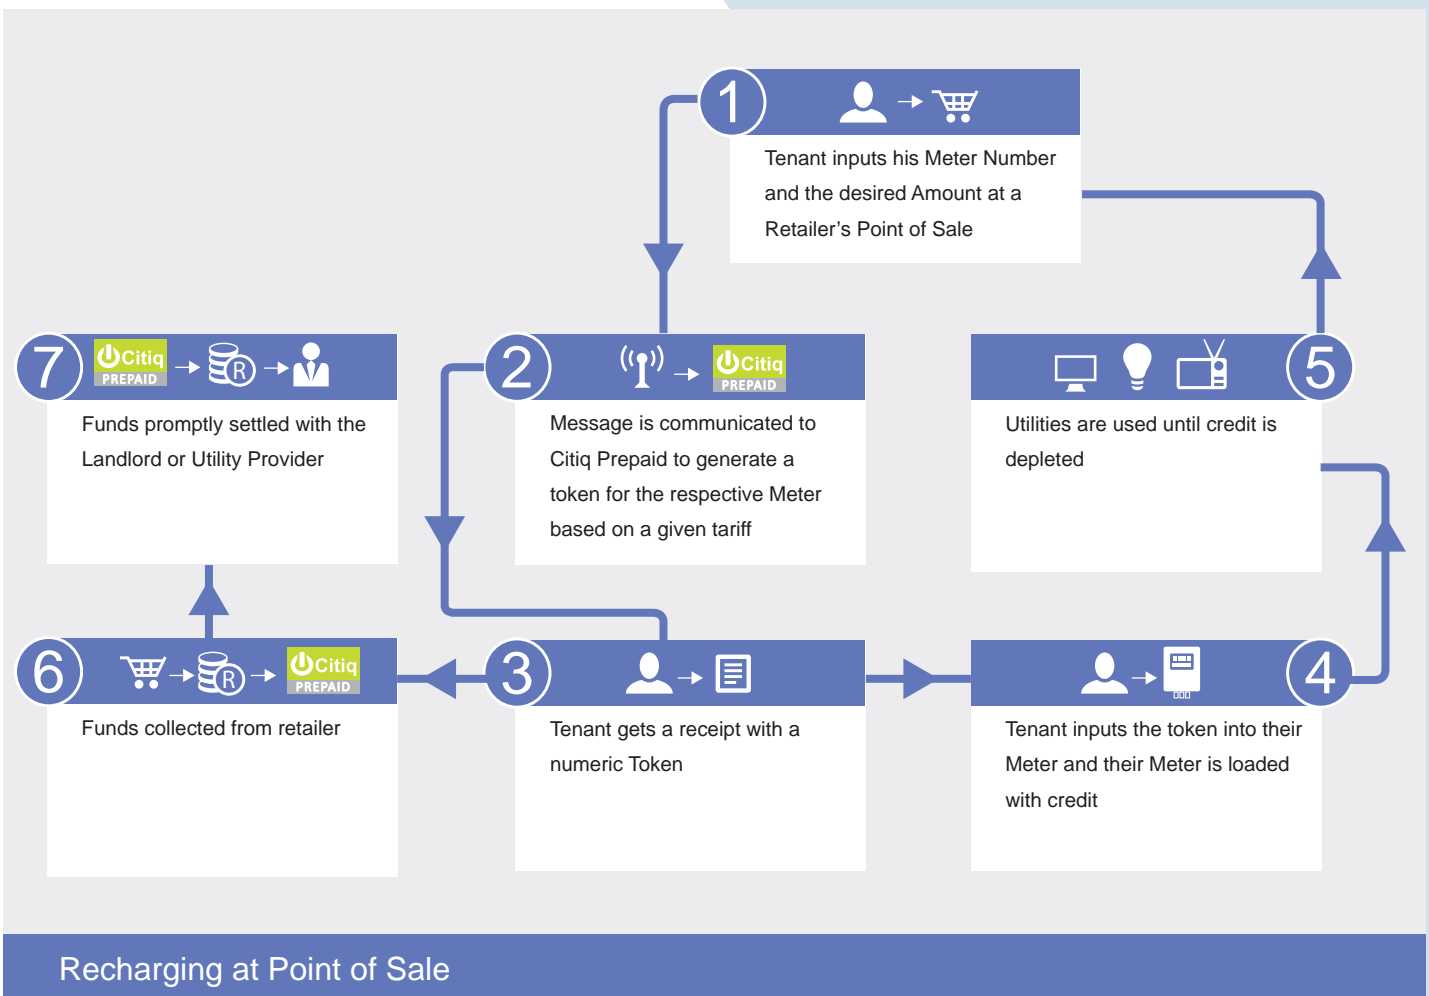 1
Tenant inputs his Meter Number
and the desired Amount at a
Retailer's Point of Sale
7
Citiq
PREPAID
R
Funds promptly settled with the
Landlord or Utility Provider
2
Citiq
PREPAID
Message is communicated to
Citiq Prepaid to generate a
token for the respective Meter
based on a given tariff
5
Utilities are used until credit is
depleted
6
R
Citiq
PREPAID
Funds collected from retailer
3
Tenant gets a receipt with a
numeric Token
4
Tenant inputs the token into their
Meter and their Meter is loaded
with credit
Recharging at Point of Sale